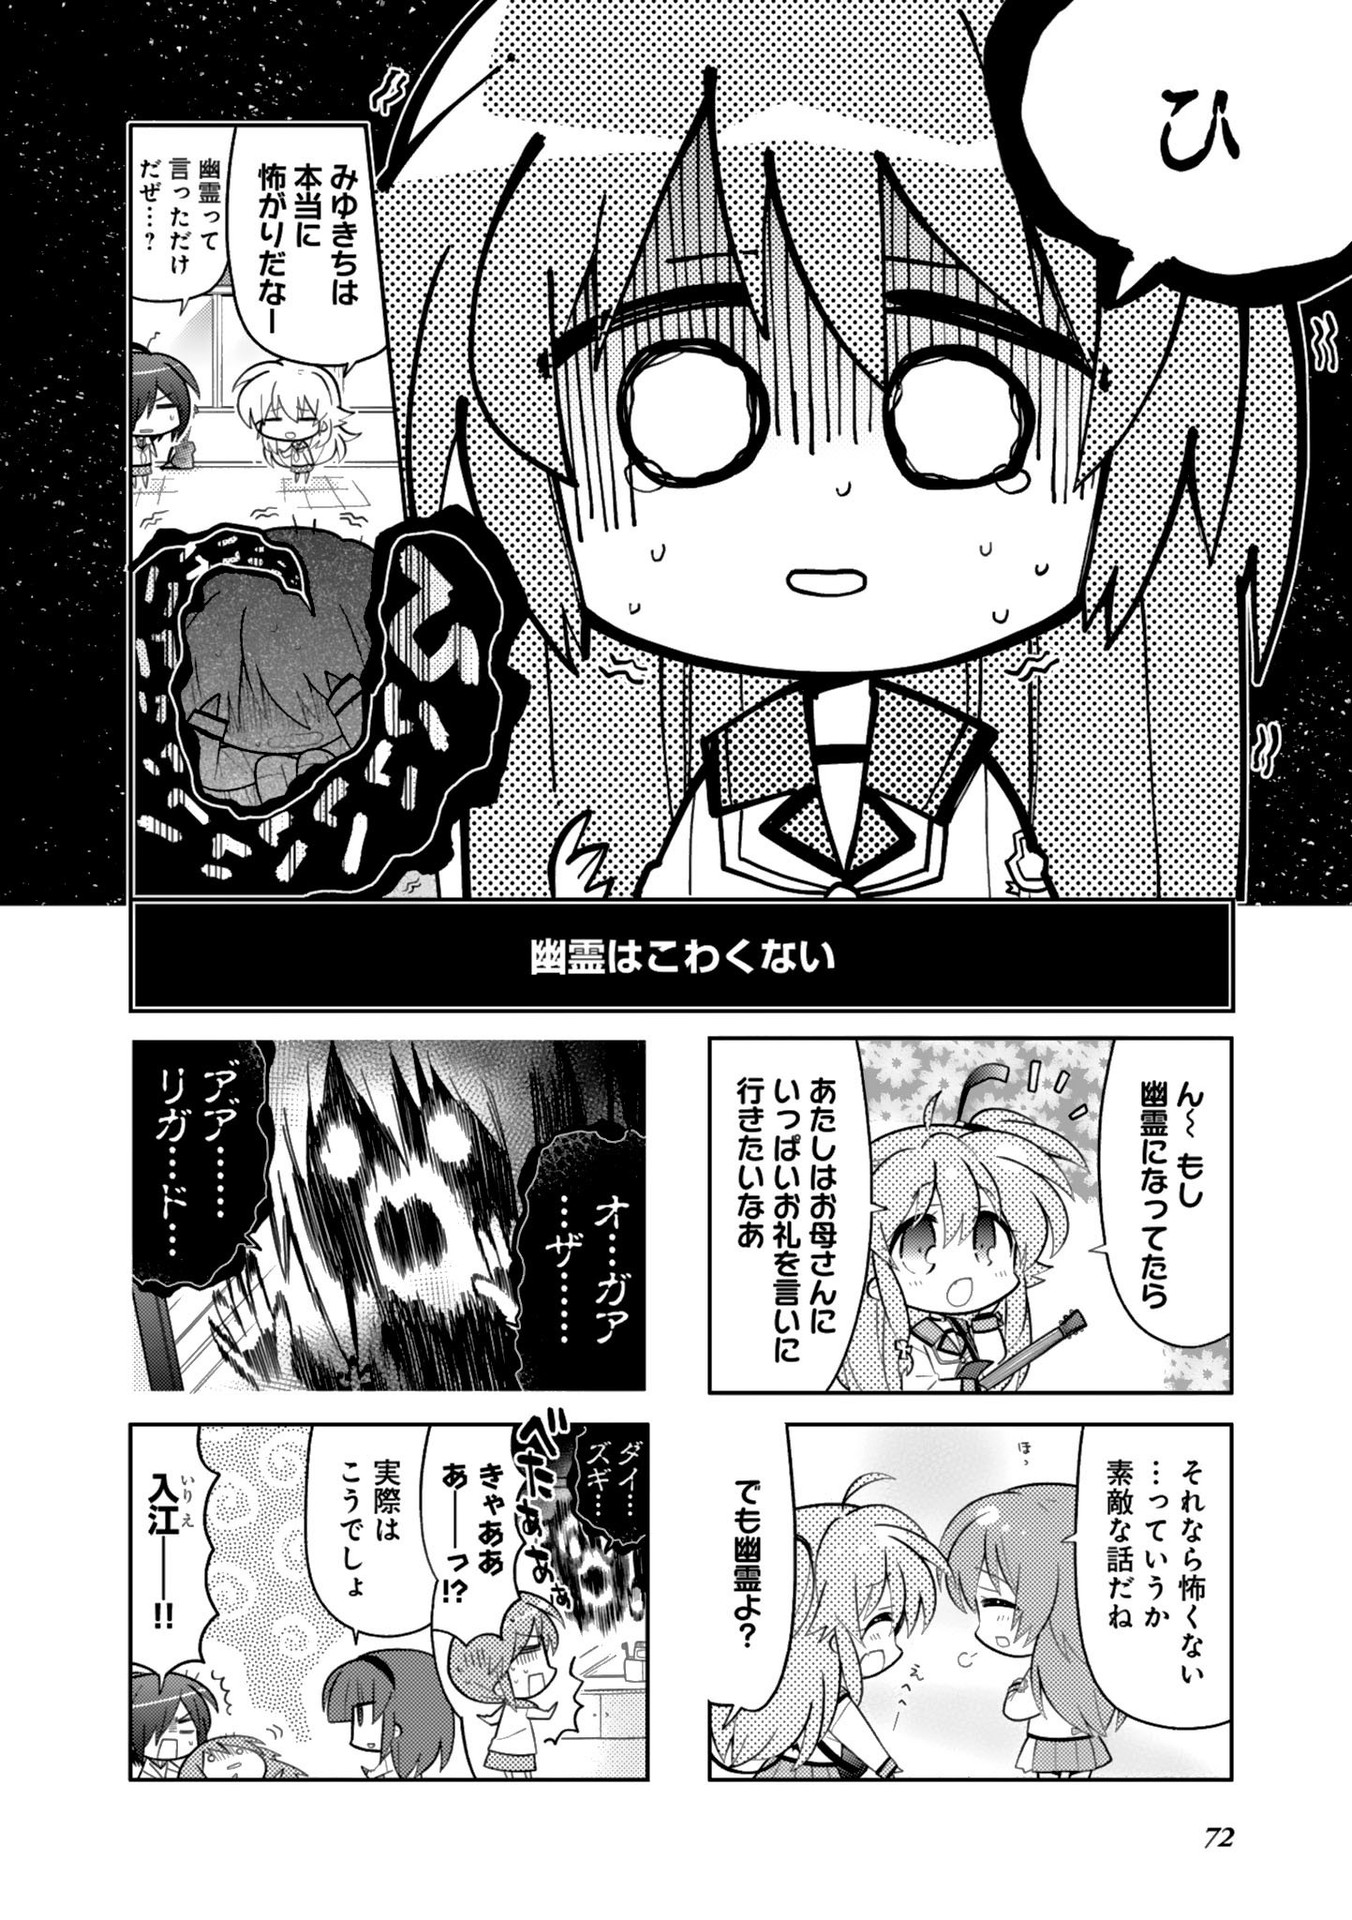 ひ
みゆきちは
本当に
怖がりだなー
幽霊って
言っただけ
だぜ…？
幽霊はこわくない
ん〜もし
幽霊になってたら
あたしはお母さんに
いっぱいお礼を言いに
行きたいなあ
ほっ
それなら怖くない
…っていうか
素敵な話だね
でも幽霊よ？
え
オ…ガア
…ザ……
アア……
リガ…ド…
ダイ…
ズギ…
べたぁぁぁ
きゃああ
あ——っ!?
実際は
こうでしょ
いりえ
入江——!!
72